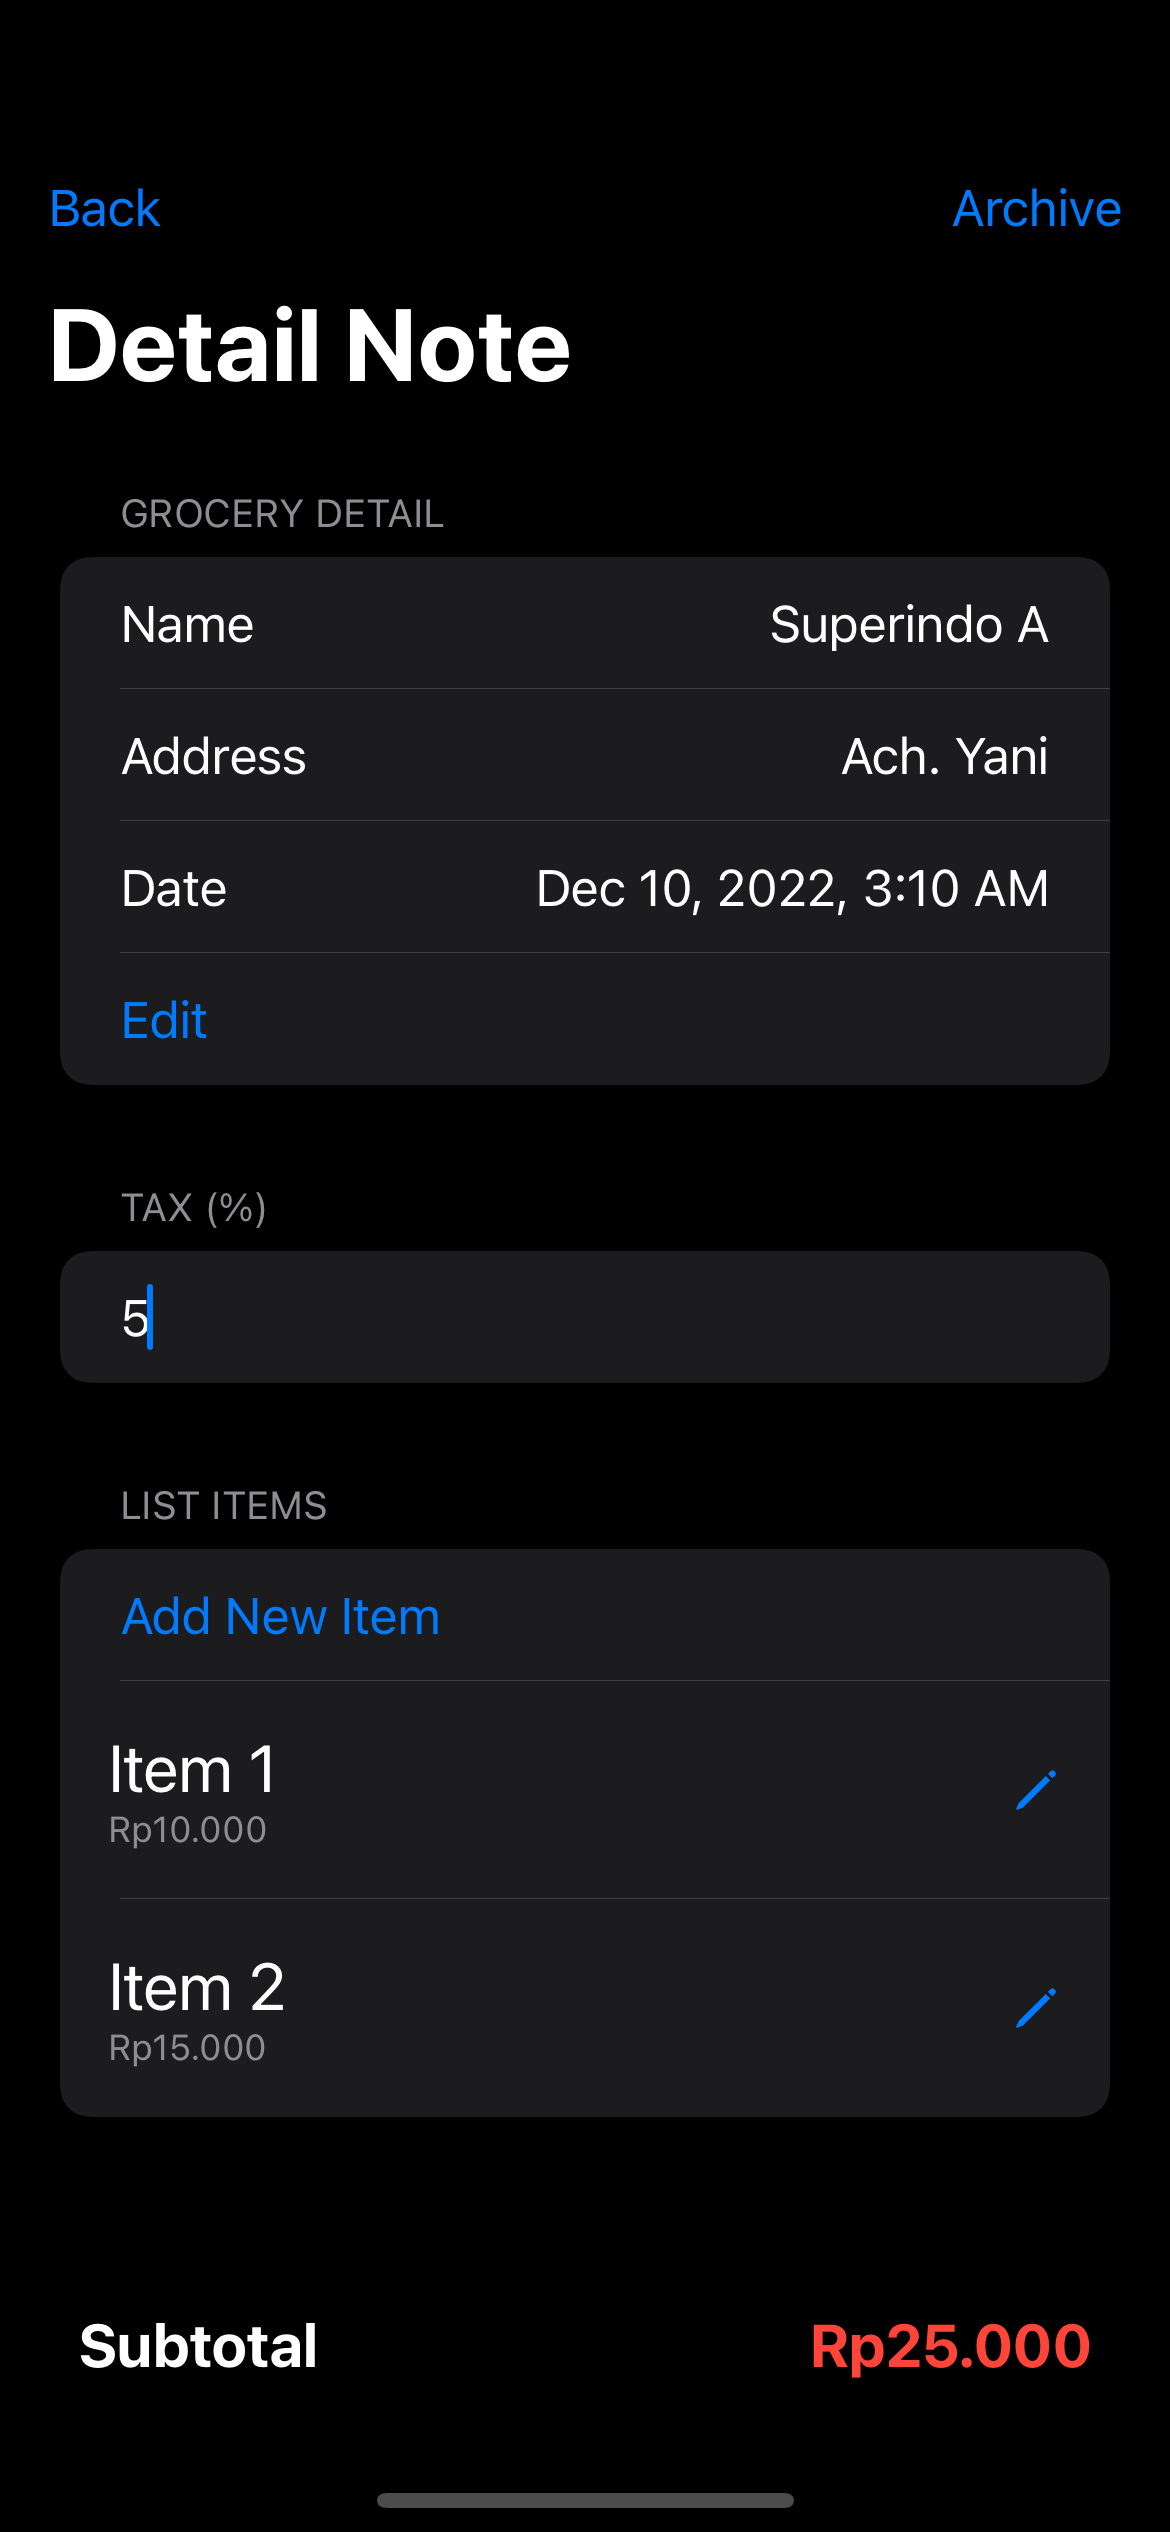 Back Archive
Detail Note
GROCERY DETAIL
Name Superindo A
Address Ach. Yani
Date Dec 10, 2022, 3:10 AM
Edit
TAX (%)
5
LIST ITEMS
Add New Item
Item 1
Rp10.000
Item 2
Rp15.000
Subtotal Rp25.000